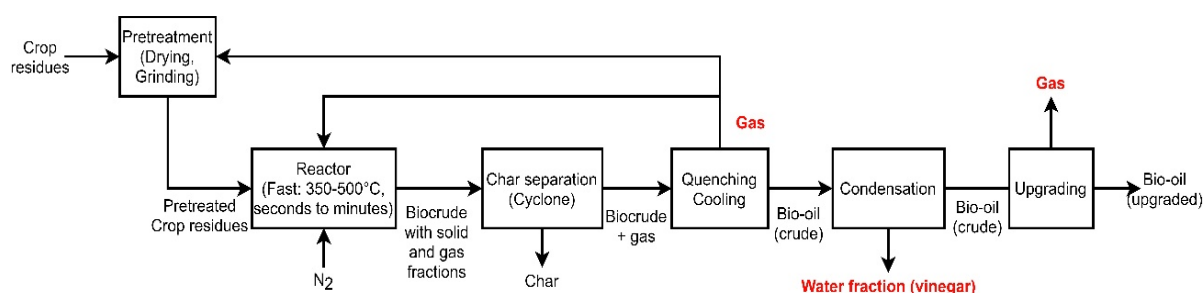 Crop
residues
Pretreatment
(Drying,
Grinding)
Pretreated
Crop residues
Reactor
(Fast: 350-500°C,
seconds to minutes)
N2
Biocrude
with solid
and gas
fractions
Char separation
(Cyclone)
Char
Biocrude
+ gas
Gas
Quenching
Cooling
Bio-oil
(crude)
Condensation
Water fraction (vinegar)
Bio-oil
(crude)
Gas
Upgrading
Bio-oil
(upgraded)